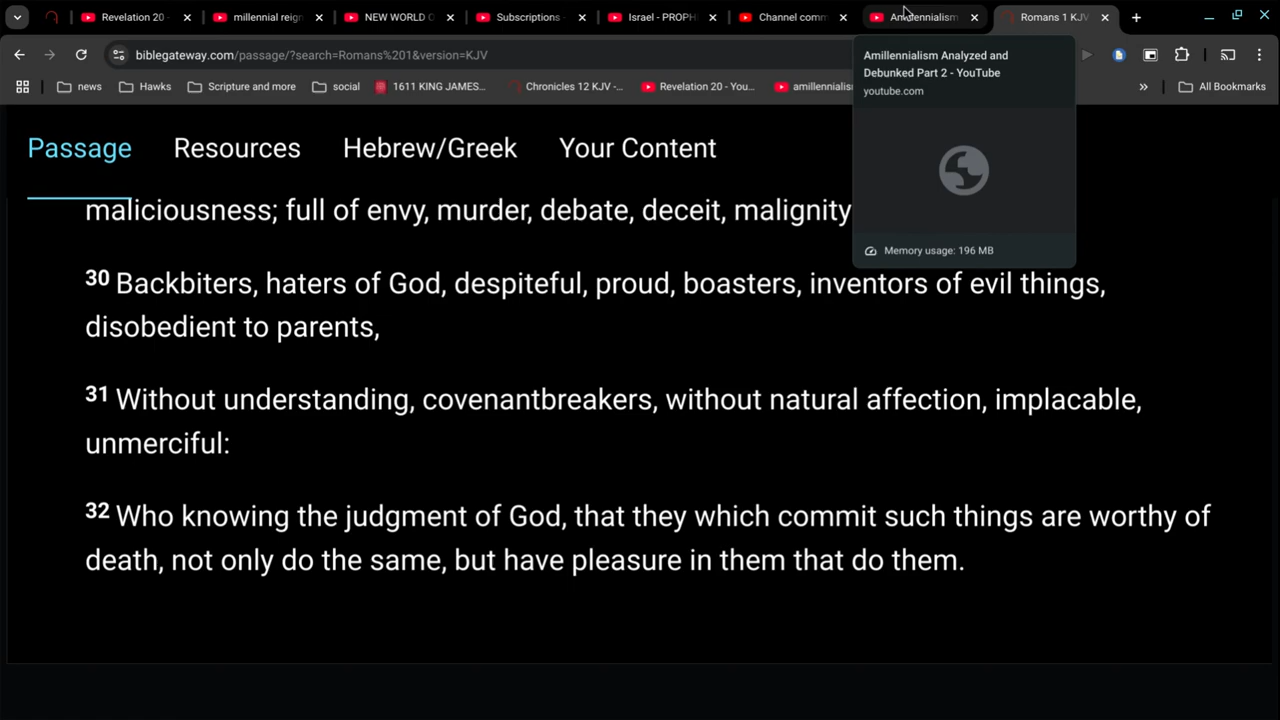 Revelation 20 -
millennial reign
NEW WORLD O
Subscriptions -
Israel - PROPH
Channel comm
Amillennialism
Romans 1 KJV
biblegateway.com/passage/?search=Romans%201&version=KJV
news
Hawks
Scripture and more
social
1611 KING JAMES...
Chronicles 12 KJV -...
Revelation 20 - You...
amillennialism
All Bookmarks
Amillennialism Analyzed and
Debunked Part 2 - YouTube
youtube.com
Memory usage: 196 MB
Passage
Resources
Hebrew/Greek
Your Content
maliciousness; full of envy, murder, debate, deceit, malignity
30 Backbiters, haters of God, despiteful, proud, boasters, inventors of evil things,
disobedient to parents,
31 Without understanding, covenantbreakers, without natural affection, implacable,
unmerciful:
32 Who knowing the judgment of God, that they which commit such things are worthy of
death, not only do the same, but have pleasure in them that do them.